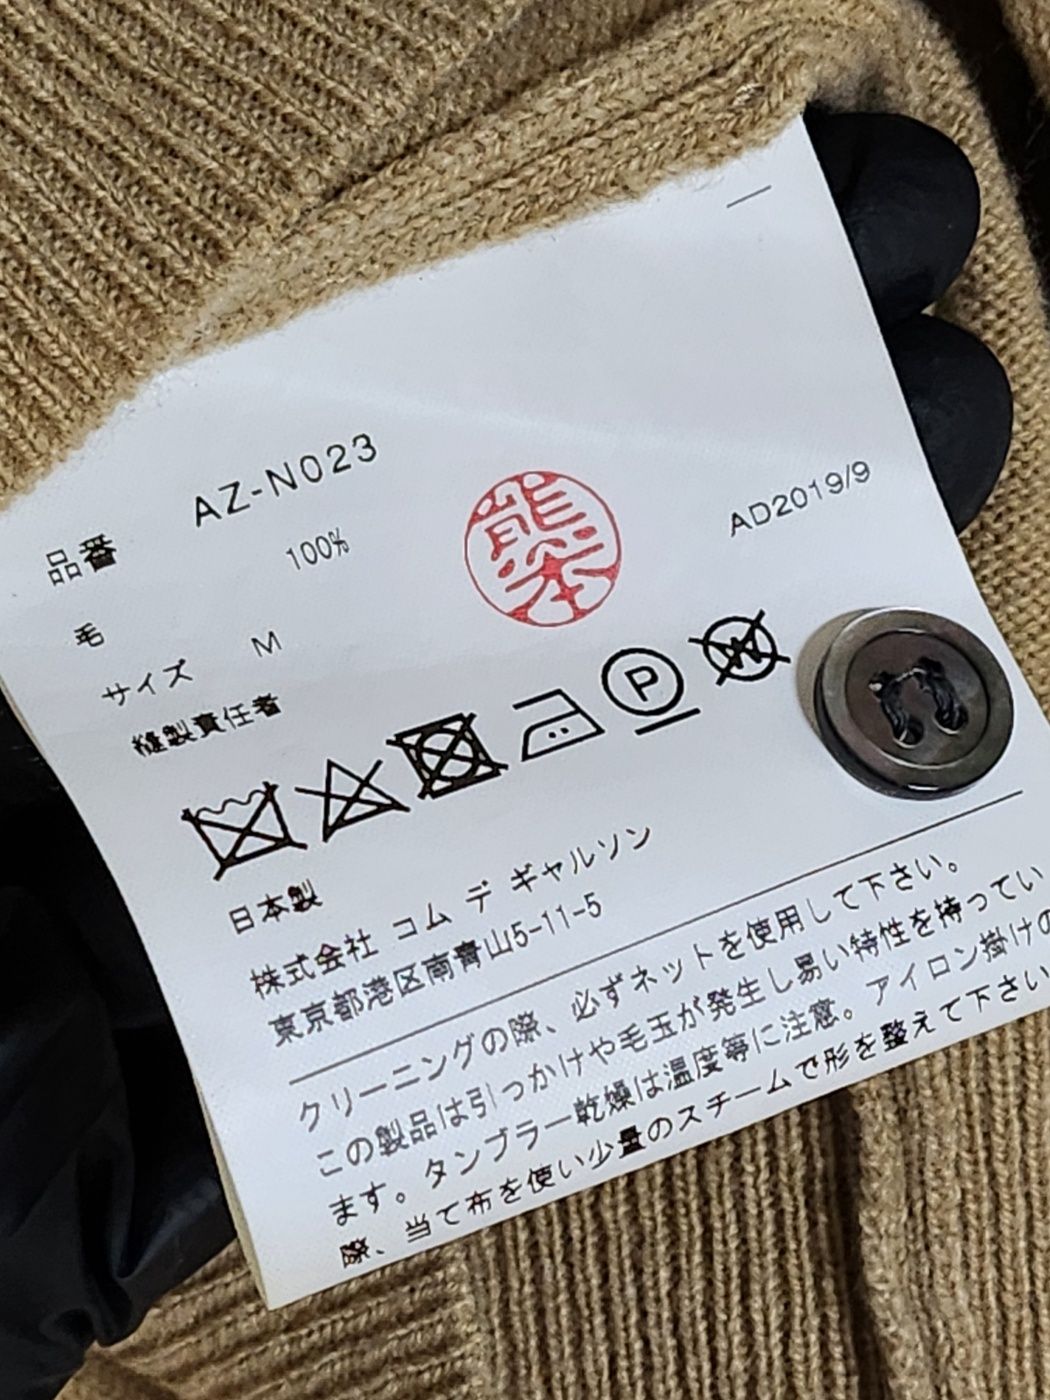 品番 AZ-N023
毛 100%
サイズ M
縫製責任者
熊本
AD2019/9
P
W
日本製
株式会社 コム デ ギャルソン
東京都港区南青山5-11-5
クリーニングの際、必ずネットを使用して下さい。
この製品は引っかけや毛玉が発生し易い特性を持ってい
ます。タンブラー乾燥は温度等に注意。アイロン掛けの
際、当て布を使い少量のスチームで形を整えて下さい